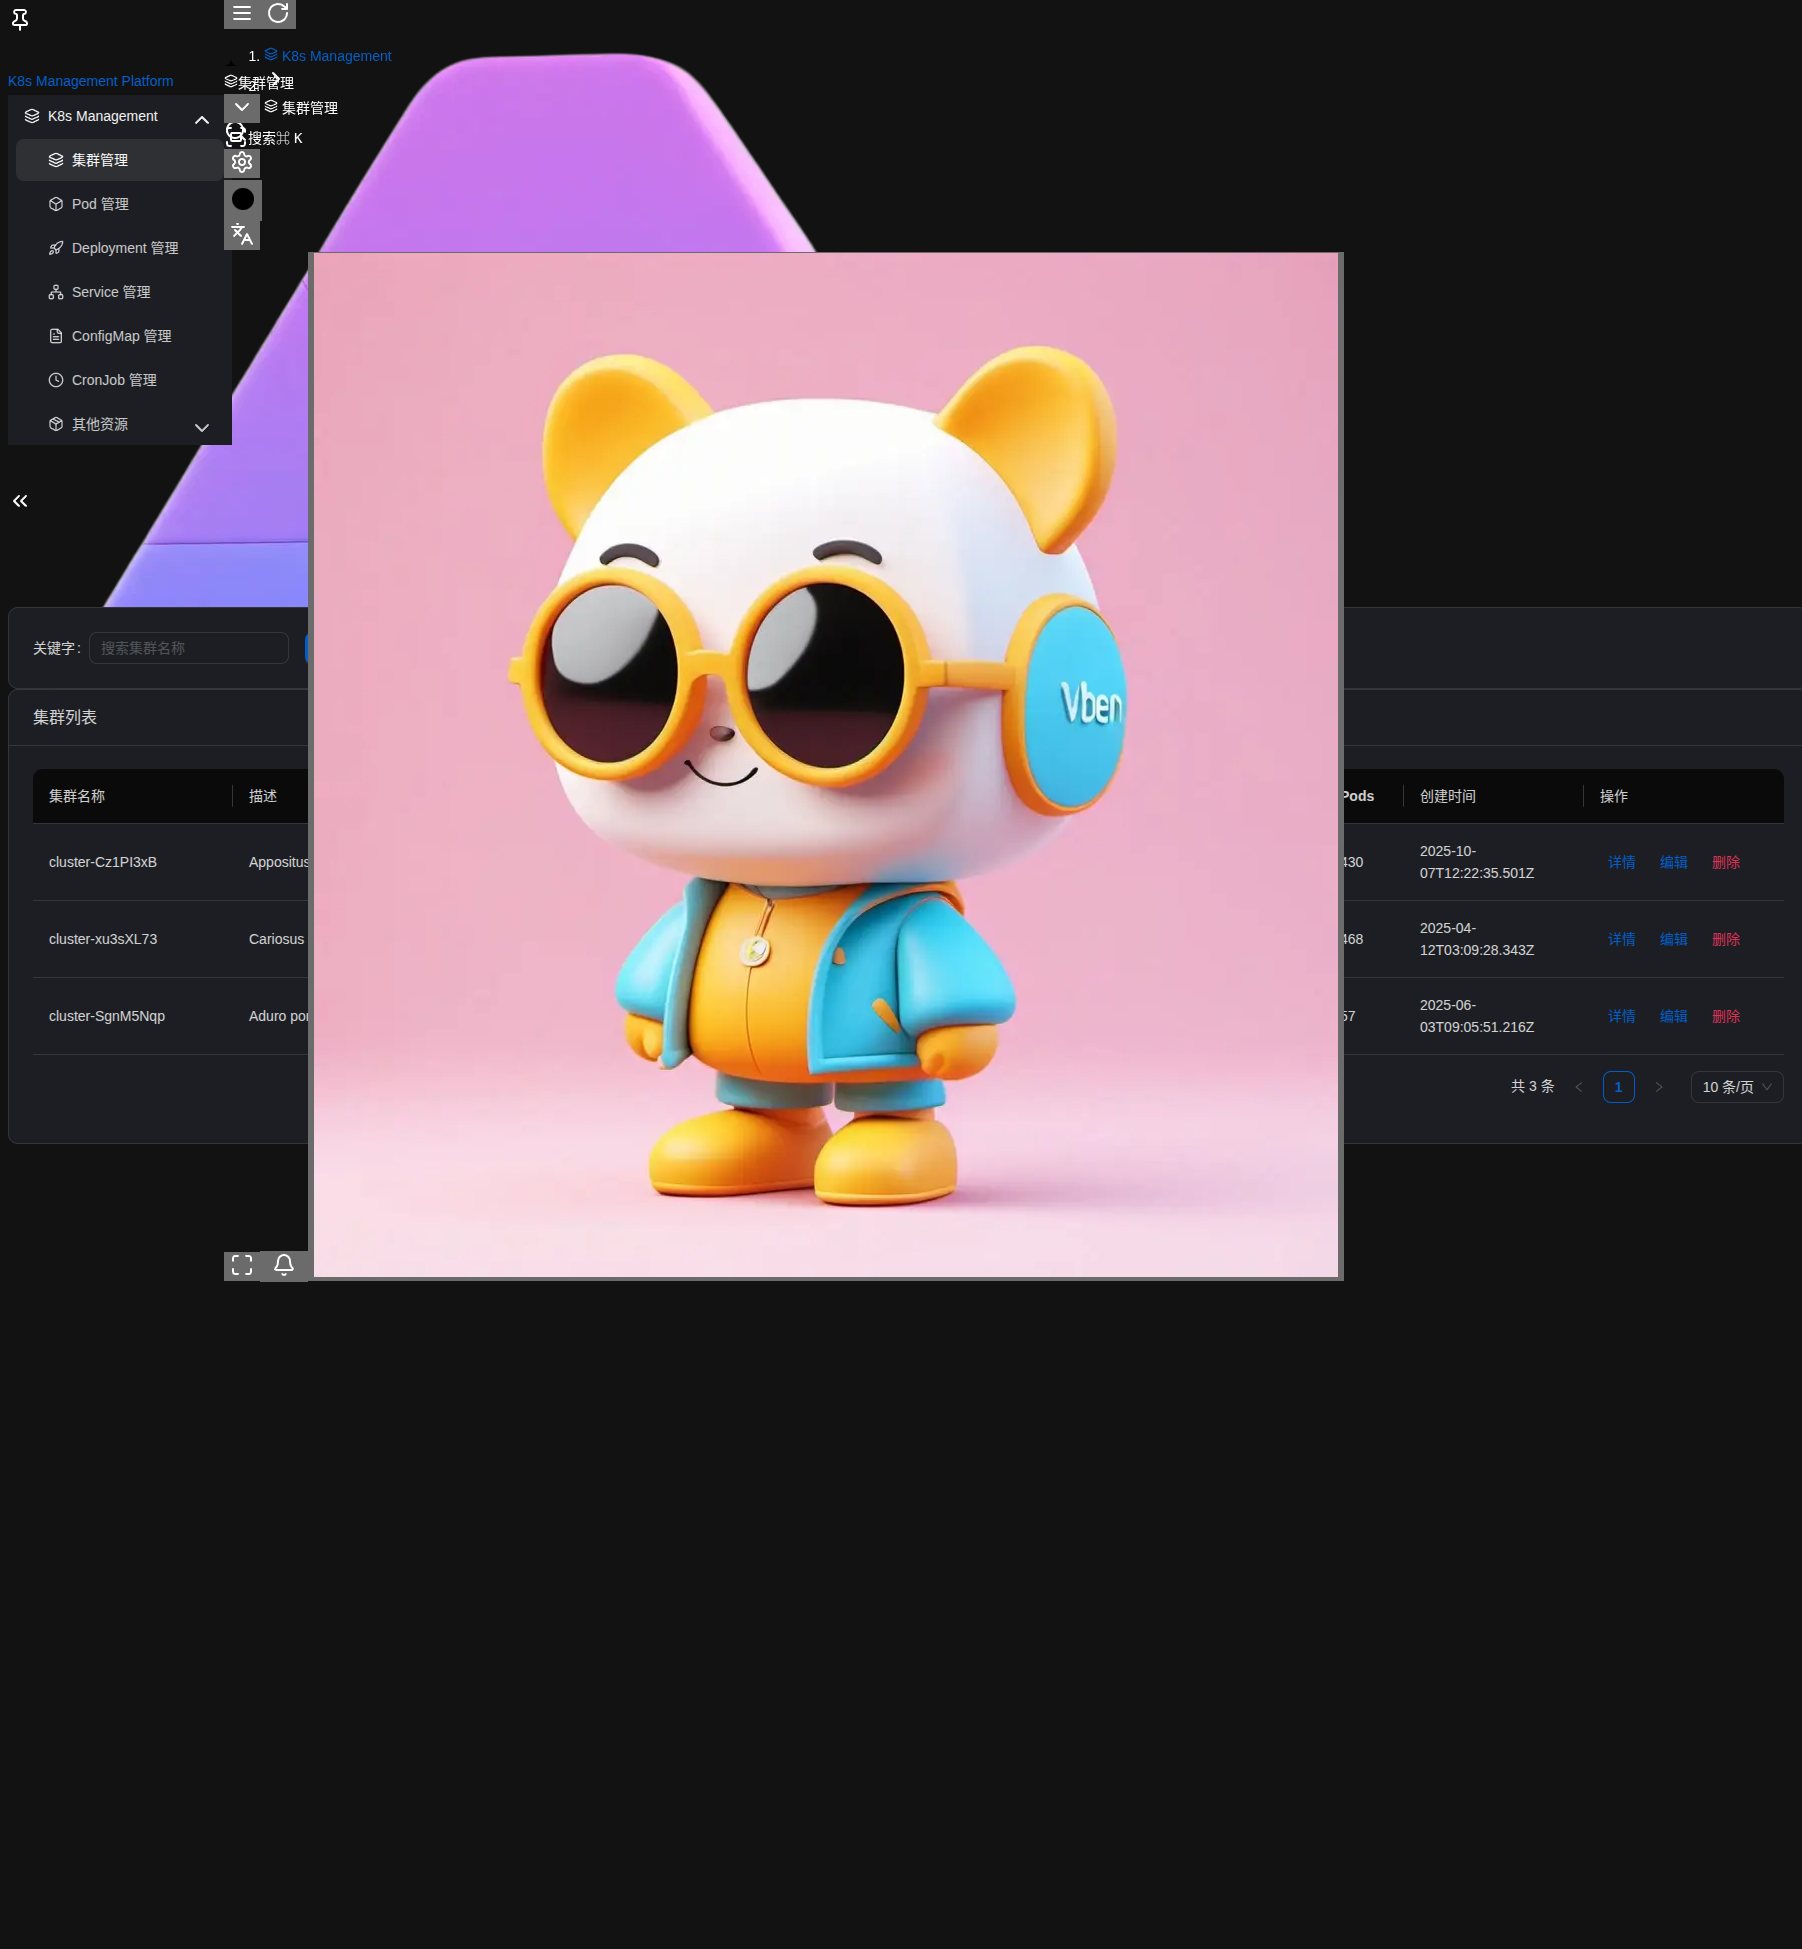 K8s Management Platform
K8s Management
集群管理
Pod 管理
Deployment 管理
Service 管理
ConfigMap 管理
CronJob 管理
其他资源
1. K8s Management
集群管理
集群管理
搜索⌘ K
关键字:
搜索集群名称
集群列表
集群名称 描述 Pods 创建时间 操作
cluster-Cz1PI3xB Appositus 430 2025-10-07T12:22:35.501Z 详情 编辑 删除
cluster-xu3sXL73 Cariosus 468 2025-04-12T03:09:28.343Z 详情 编辑 删除
cluster-SgnM5Nqp Aduro 57 2025-06-03T09:05:51.216Z 详情 编辑 删除
共 3 条 1 10 条/页
Vben